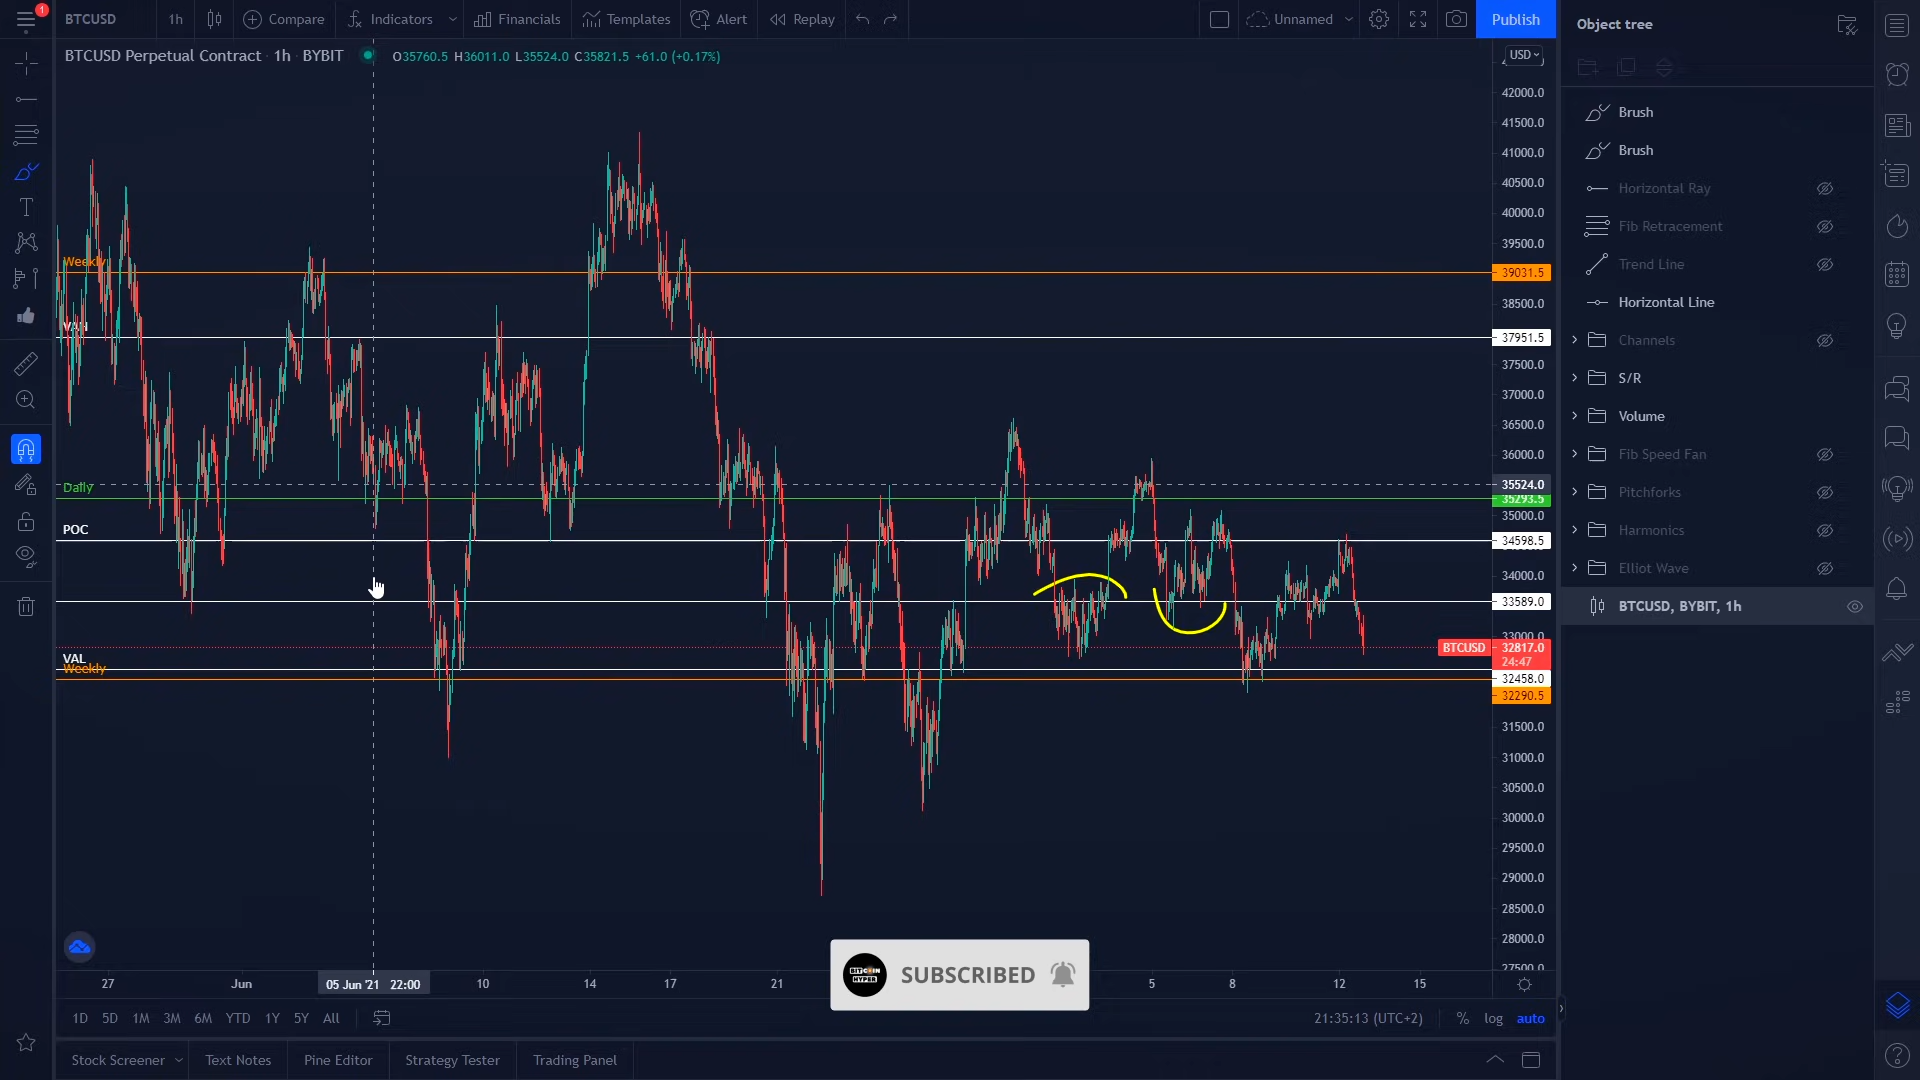 1
BTCUSD
1h
Compare
Indicators
Financials
Templates
Alert
Replay
Unnamed
Publish
Object tree
BTCUSD Perpetual Contract · 1h · BYBIT
O35760.5 H36011.0 L35524.0 C35821.5 +61.0 (+0.17%)
USD
42000.0
41500.0
41000.0
40500.0
40000.0
39500.0
39031.5
38500.0
37951.5
37500.0
37000.0
36500.0
36000.0
35524.0
35293.5
35000.0
34598.5
34000.0
33589.0
33000.0
BTCUSD
32817.0
24:47
32458.0
32290.5
31500.0
31000.0
30500.0
30000.0
29500.0
29000.0
28500.0
28000.0
27500.0
Weekly
VAH
Daily
POC
VAL
Weekly
Brush
Brush
Horizontal Ray
Fib Retracement
Trend Line
Horizontal Line
Channels
S/R
Volume
Fib Speed Fan
Pitchforks
Harmonics
Elliot Wave
BTCUSD, BYBIT, 1h
BITCOIN
HYPER
SUBSCRIBED
27
Jun
05 Jun '21 22:00
10
14
17
21
5
8
12
15
1D
5D
1M
3M
6M
YTD
1Y
5Y
All
21:35:13 (UTC+2)
%
log
auto
Stock Screener
Text Notes
Pine Editor
Strategy Tester
Trading Panel